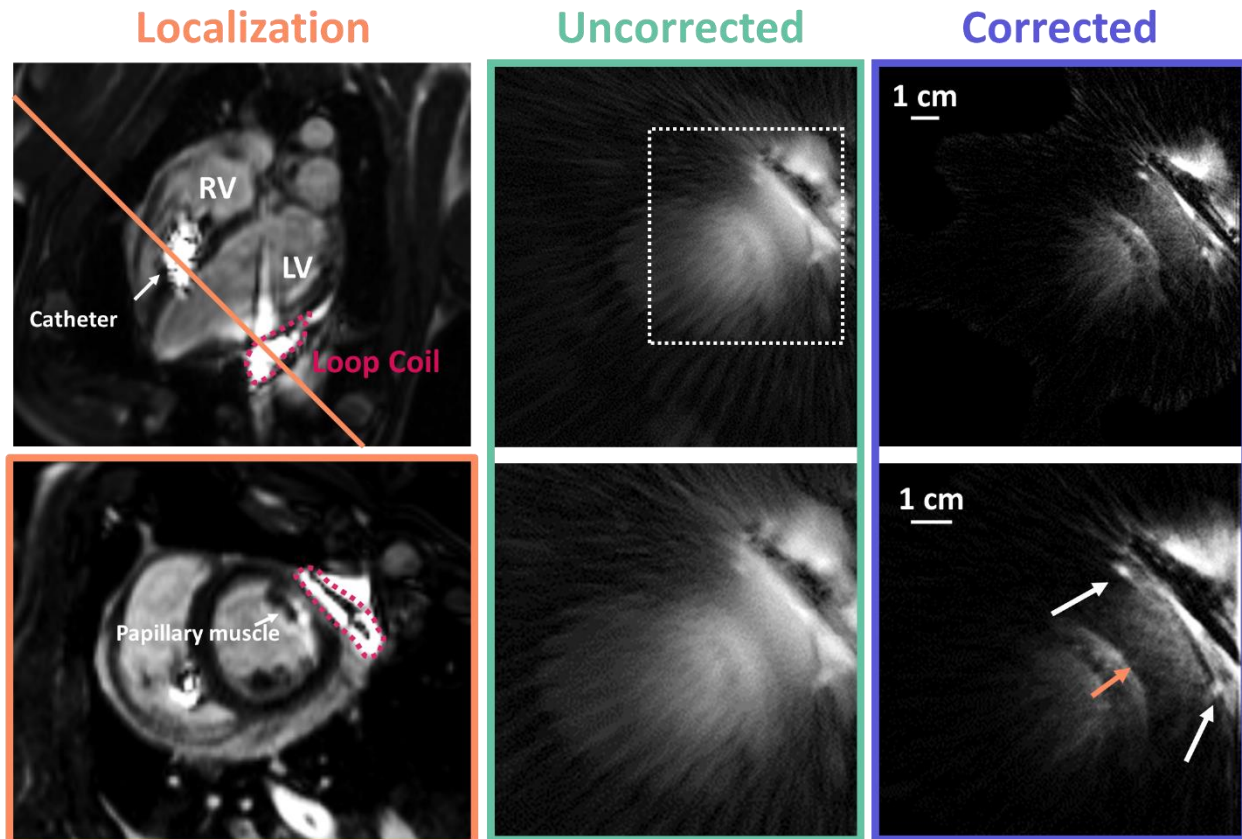 Localization
Uncorrected
Corrected
RV
LV
Catheter
Loop Coil
1 cm
Papillary muscle
1 cm